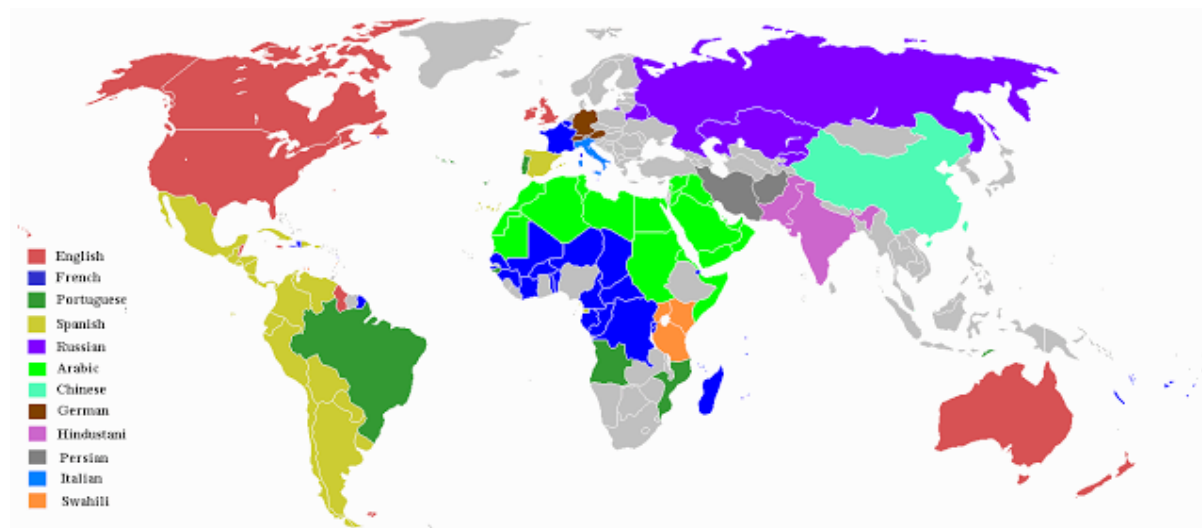 English
French
Portuguese
Spanish
Russian
Arabic
Chinese
German
Hindustani
Persian
Italian
Swahili